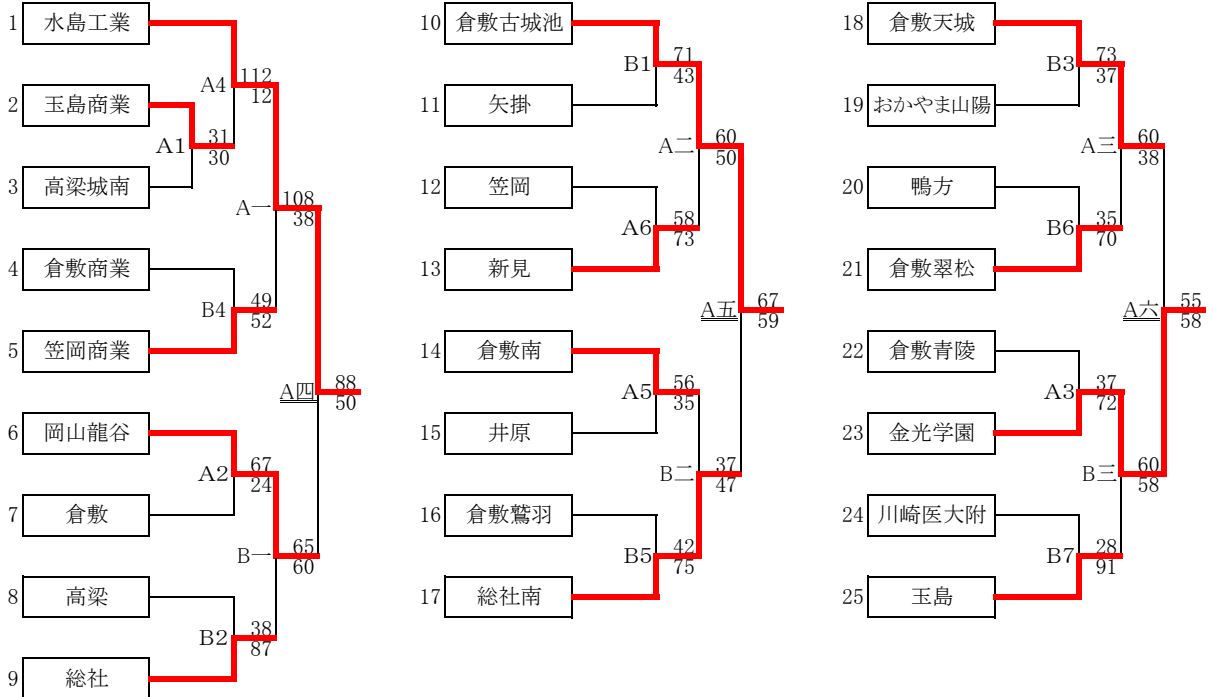 1 水島工業
A4 112
12
2 玉島商業
A1 31
30
3 高梁城南
A一 108
38
4 倉敷商業
B4 49
52
5 笠岡商業
A四 88
50
6 岡山龍谷
A2 67
24
7 倉敷
B一 65
60
8 高梁
B2 38
87
9 総社
10 倉敷古城池
B1 71
43
11 矢掛
A二 60
50
12 笠岡
A6 58
73
13 新見
A五 67
59
14 倉敷南
A5 56
35
15 井原
B二 37
47
16 倉敷鷲羽
B5 42
75
17 総社南
18 倉敷天城
B3 73
37
19 おかやま山陽
A三 60
38
20 鴨方
B6 35
70
21 倉敷翠松
A六 55
58
22 倉敷青陵
A3 37
72
23 金光学園
B三 60
58
24 川崎医大附
B7 28
91
25 玉島